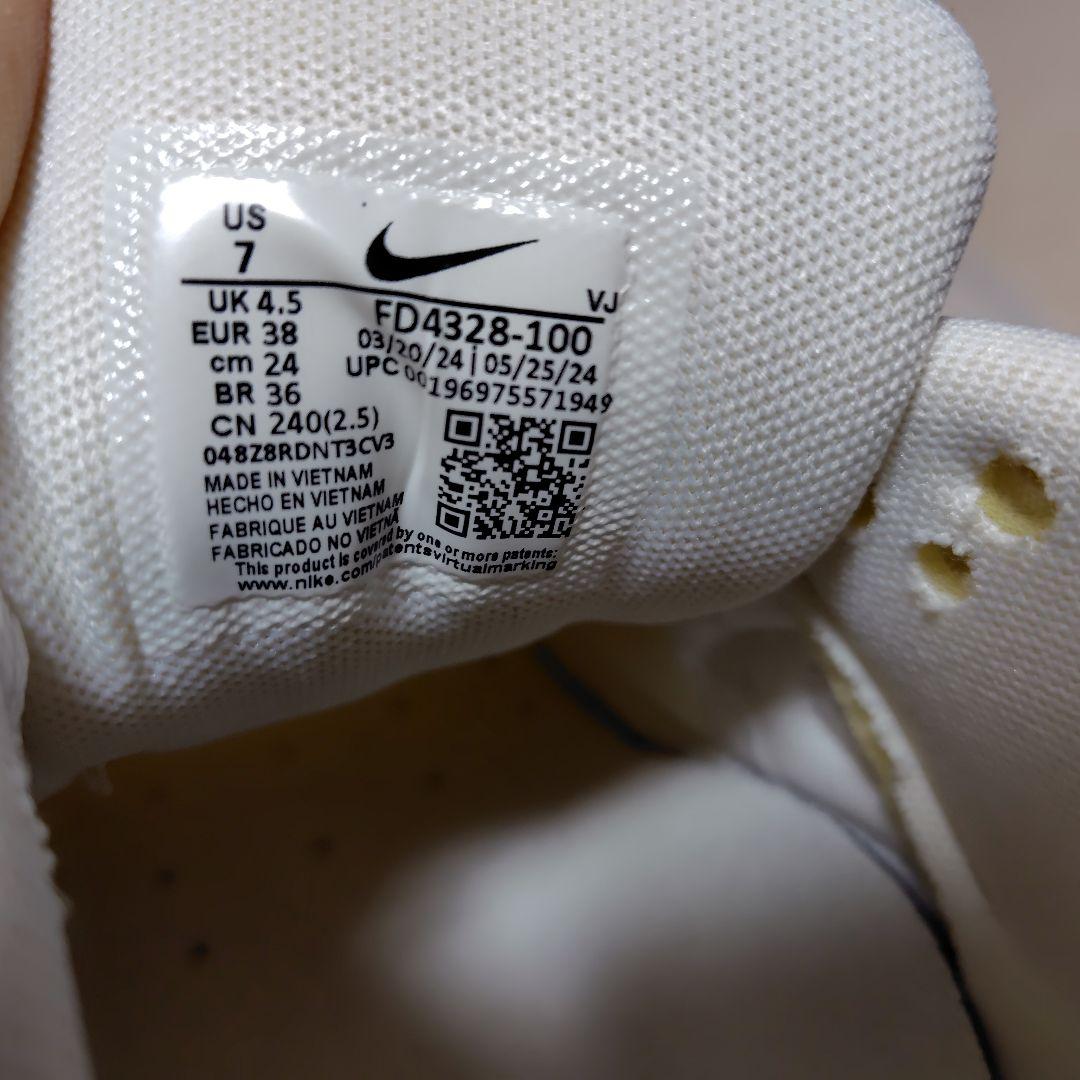 US
7
UK 4.5
EUR 38
cm 24
BR 36
CN 240(2.5)
048Z8RDNT3CV3
VJ
FD4328-100
03/20/24 | 05/25/24
UPC 00196975571949
MADE IN VIETNAM
HECHO EN VIETNAM
FABRIQUE AU VIETNAM
FABRICADO NO VIETNÃ
This product is covered by one or more patents:
www.nike.com/patentsvirtualmarking